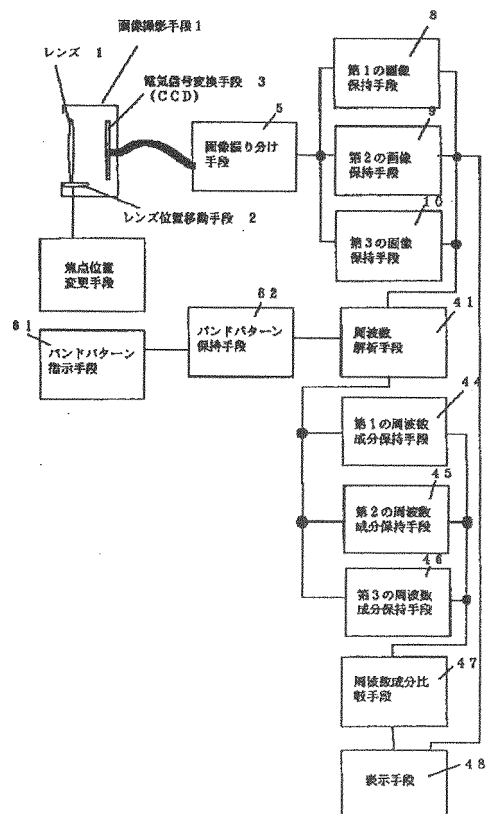 画像撮影手段1
レンズ 1
電気信号変換手段 3
(CCD)
5
画像振り分け
手段
レンズ位置移動手段 2
焦点位置
変更手段
8
第1の画像
保持手段
9
第2の画像
保持手段
10
第3の画像
保持手段
61
バンドパターン
指示手段
62
バンドパターン
保持手段
41
周波数
解析手段
44
第1の周波数
成分保持手段
45
第2の周波数
成分保持手段
46
第3の周波数
成分保持手段
47
周波数成分比
較手段
48
表示手段